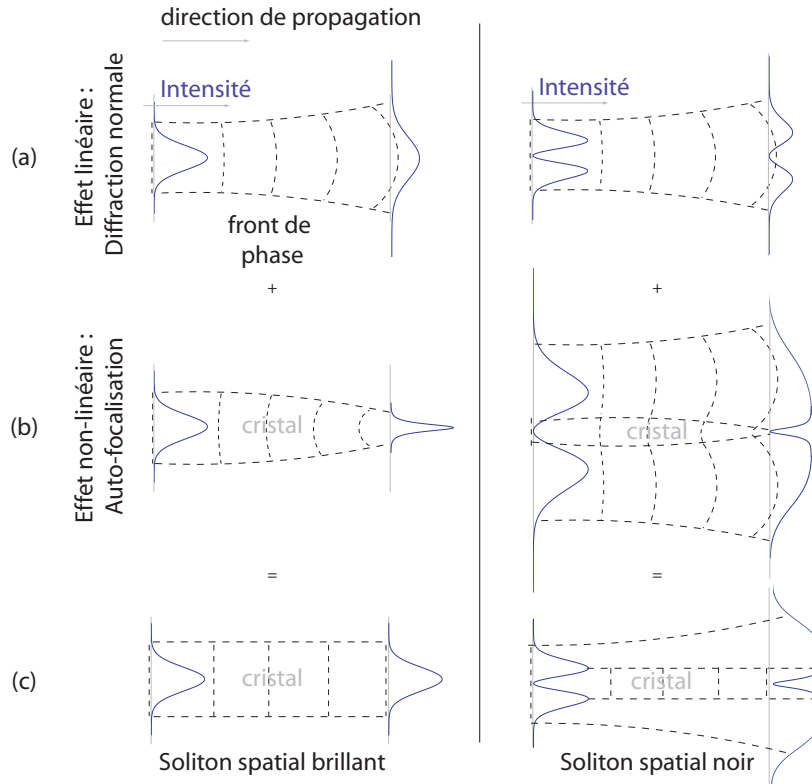 direction de propagation
Intensité
Intensité
(a)
Effet linéaire :
Diffraction normale
front de
phase
+
+
(b)
Effet non-linéaire :
Auto-focalisation
cristal
cristal
=
=
(c)
cristal
cristal
Soliton spatial brillant
Soliton spatial noir